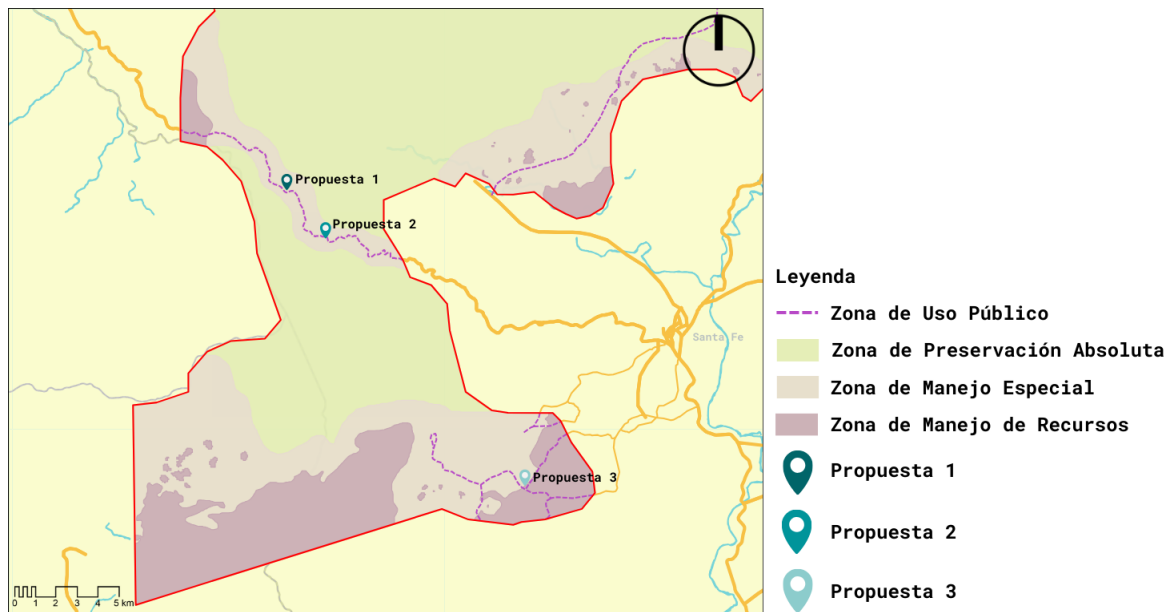 Propuesta 1
Propuesta 2
Santa Fe
Propuesta 3
0 1 2 3 4 5 km
Leyenda
Zona de Uso Público
Zona de Preservación Absoluta
Zona de Manejo Especial
Zona de Manejo de Recursos
Propuesta 1
Propuesta 2
Propuesta 3